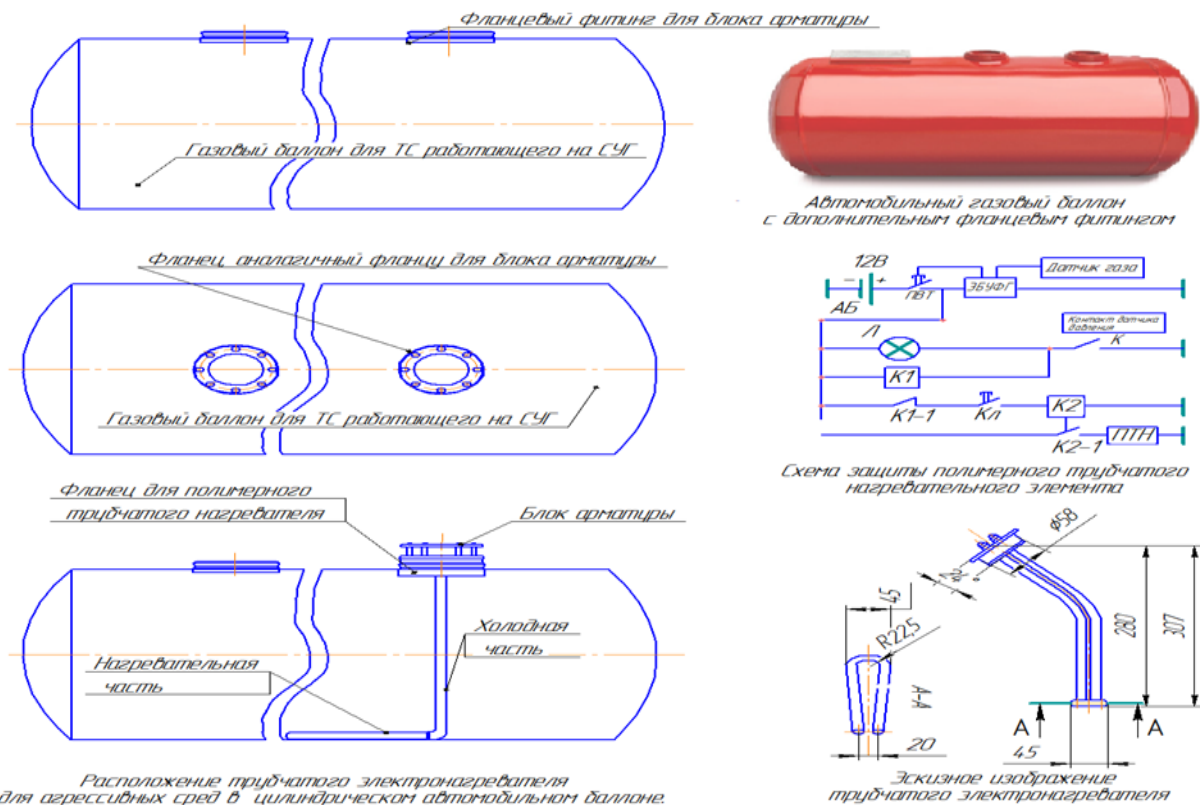 Фланцевый фитинг для блока арматуры
Газовый баллон для ТС работающего на СУГ
Автомобильный газовый баллон
с дополнительным фланцевым фитингом
Фланец, аналогичный фланцу для блока арматуры
Газовый баллон для ТС работающего на СУГ
12В
- +
АБ
ПВТ
ЭБУФГ
Датчик газа
Л
Контакт датчика
давления
К
К1
К1-1
Кл
К2
К2-1
ПТН
Схема защиты полимерного трубчатого
нагревательного элемента
Фланец для полимерного
трубчатого нагревателя
Блок арматуры
Холодная
часть
Нагревательная
часть
Расположение трубчатого электронагревателя
для агрессивных сред в цилиндрическом автомобильном баллоне.
ø58
45
R22,5
А-А
20
280
307
А
А
45
Эскизное изображение
трубчатого электронагревателя